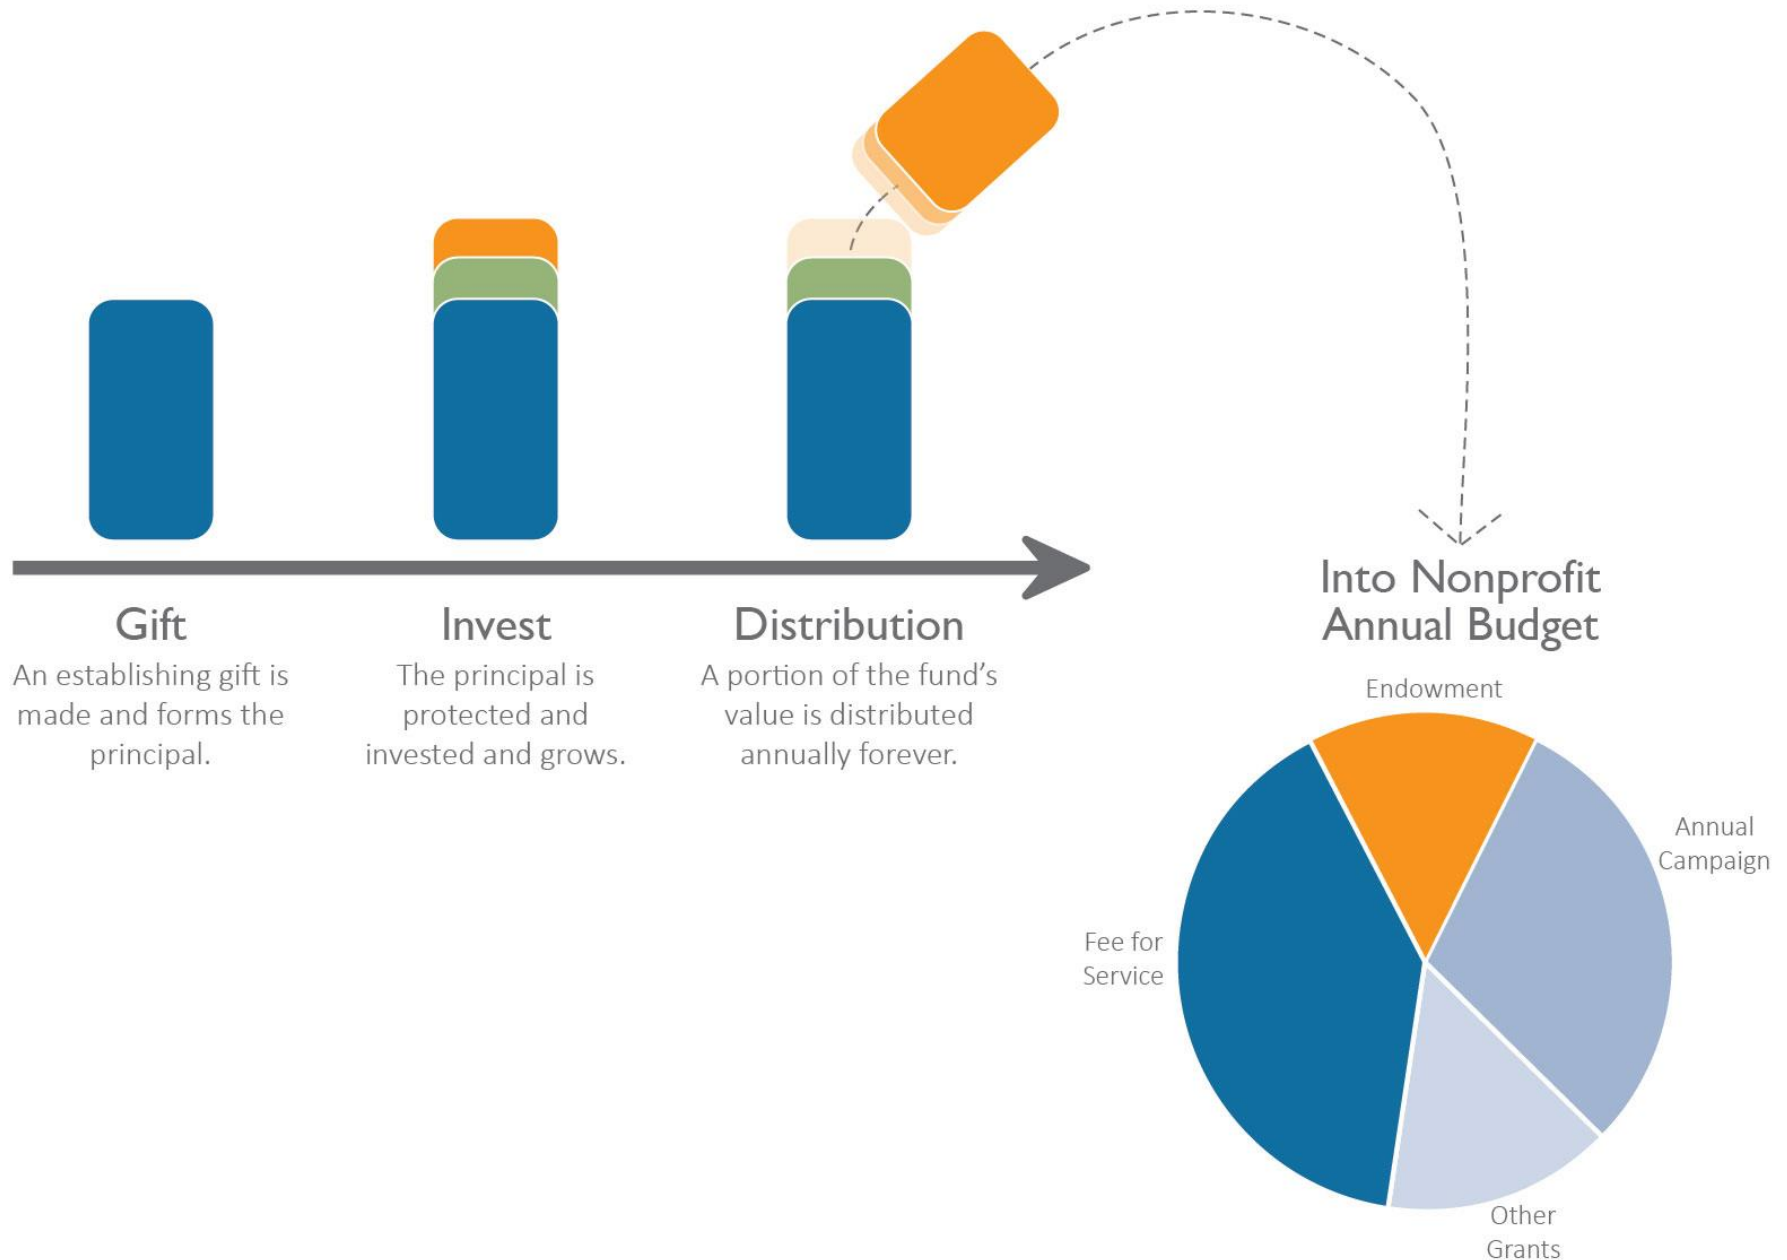 Gift
An establishing gift is
made and forms the
principal.
Invest
The principal is
protected and
invested and grows.
Distribution
A portion of the fund’s
value is distributed
annually forever.
Into Nonprofit
Annual Budget
Endowment
Annual
Campaign
Fee for
Service
Other
Grants